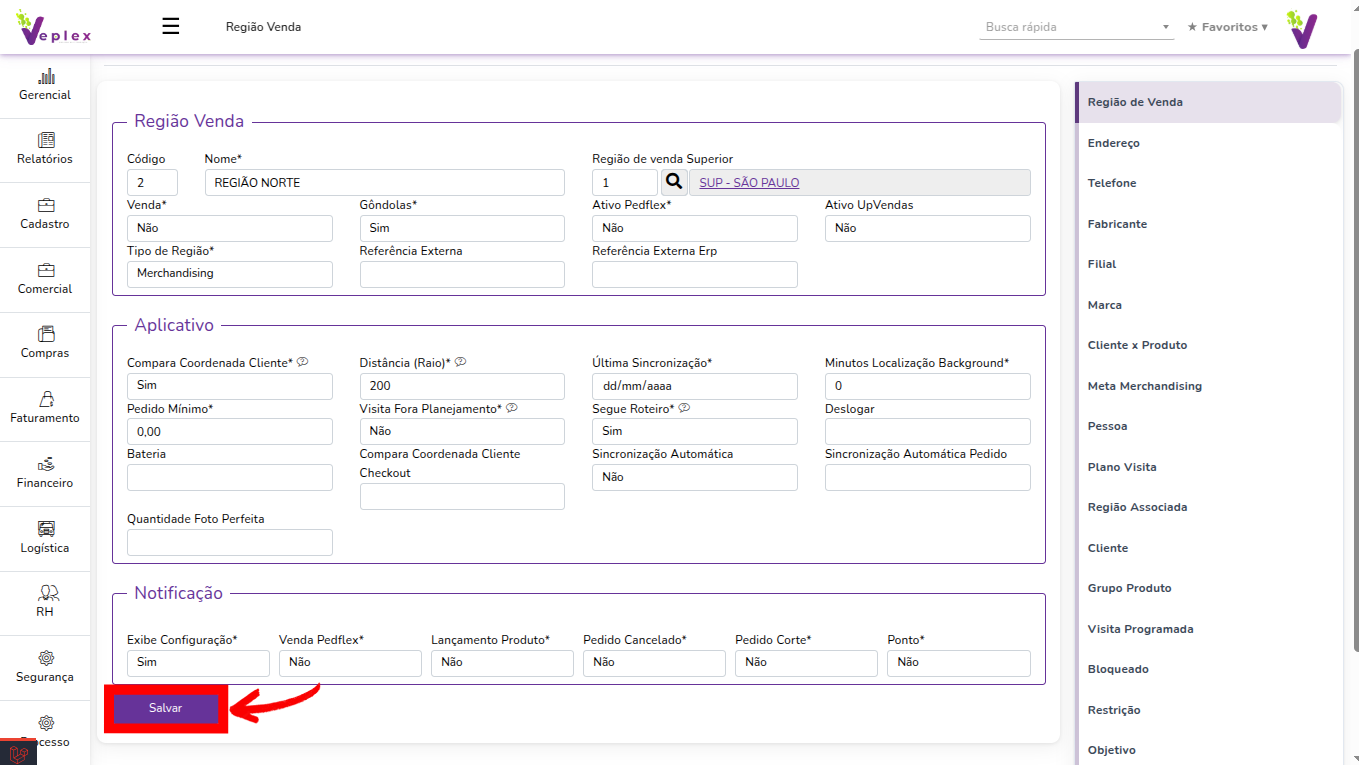 Veplex
Região Venda
Busca rápida
★ Favoritos ▾
Gerencial
Relatórios
Cadastro
Comercial
Compras
Faturamento
Financeiro
Logística
RH
Segurança
Região Venda
Código
Nome*
Região de venda Superior
2
REGIÃO NORTE
1
SUP - SÃO PAULO
Venda*
Gôndolas*
Ativo Pedflex*
Ativo UpVendas
Não
Sim
Não
Não
Tipo de Região*
Referência Externa
Referência Externa Erp
Merchandising
Aplicativo
Compara Coordenada Cliente*
Distância (Raio)*
Última Sincronização*
Minutos Localização Background*
Sim
200
dd/mm/aaaa
0
Pedido Mínimo*
Visita Fora Planejamento*
Segue Roteiro*
Deslogar
0,00
Não
Sim
Bateria
Compara Coordenada Cliente
Checkout
Sincronização Automática
Sincronização Automática Pedido
Não
Quantidade Foto Perfeita
Notificação
Exibe Configuração*
Venda Pedflex*
Lançamento Produto*
Pedido Cancelado*
Pedido Corte*
Ponto*
Sim
Não
Não
Não
Não
Não
Salvar
Região de Venda
Endereço
Telefone
Fabricante
Filial
Marca
Cliente x Produto
Meta Merchandising
Pessoa
Plano Visita
Região Associada
Cliente
Grupo Produto
Visita Programada
Bloqueado
Restrição
Objetivo